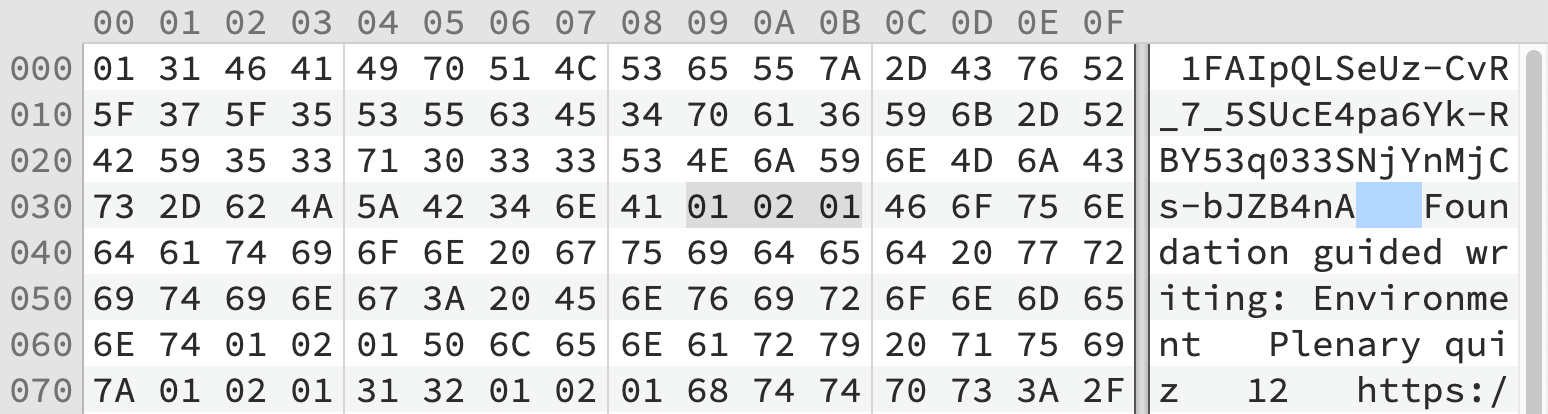 00 01 02 03 04 05 06 07 08 09 0A 0B 0C 0D 0E 0F
000 01 31 46 41 49 70 51 4C 53 65 55 7A 2D 43 76 52 1FAIpQLSeUz-CvR
010 5F 37 5F 35 53 55 63 45 34 70 61 36 59 6B 2D 52 _7_5SUcE4pa6Yk-R
020 42 59 35 33 71 30 33 33 53 4E 6A 59 6E 4D 6A 43 BY53q033SNjYnMjC
030 73 2D 62 4A 5A 42 34 6E 41 01 02 01 46 6F 75 6E s-bJZB4nA Foun
040 64 61 74 69 6F 6E 20 67 75 69 64 65 64 20 77 72 dation guided wr
050 69 74 69 6E 67 3A 20 45 6E 76 69 72 6F 6E 6D 65 iting: Environme
060 6E 74 01 02 01 50 6C 65 6E 61 72 79 20 71 75 69 nt Plenary qui
070 7A 01 02 01 31 32 01 02 01 68 74 74 70 73 3A 2F z 12 https:/